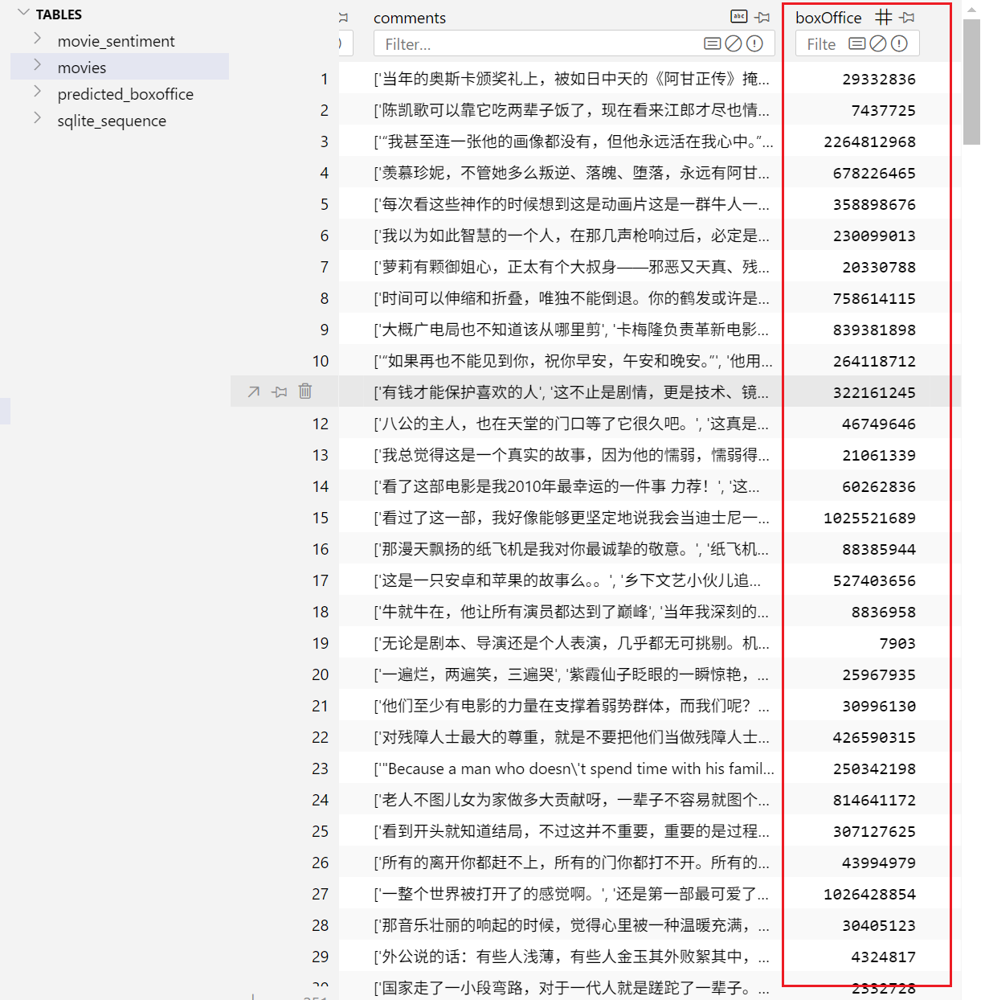 TABLES
movie_sentiment
movies
predicted_boxoffice
sqlite_sequence
comments abc boxOffice
Filter... Filte
1 ['当年的奥斯卡颁奖礼上，被如日中天的《阿甘正传》掩... 29332836
2 ['陈凯歌可以靠它吃两辈子饭了，现在看来江郎才尽也情... 7437725
3 ['“我甚至连一张他的画像都没有，但他永远活在我心中。”... 2264812968
4 ['羡慕珍妮，不管她多么叛逆、落魄、堕落，永远有阿甘... 678226465
5 ['每次看这些神作的时候想到这是动画片这是一群牛人一... 358898676
6 ['我以为如此智慧的一个人，在那几声枪响过后，必定是... 230099013
7 ['萝莉有颗御姐心，正太有个大叔身——邪恶又天真、残... 20330788
8 ['时间可以伸缩和折叠，唯独不能倒退。你的鹤发或许是... 758614115
9 ['大概广电局也不知道该从哪里剪', '卡梅隆负责革新电影... 839381898
10 ['“如果再也不能见到你，祝你早安，午安和晚安。”', '他用... 264118712
['有钱才能保护喜欢的人', '这不止是剧情，更是技术、镜... 322161245
12 ['八公的主人，也在天堂的门口等了它很久吧。', '这真是... 46749646
13 ['我总觉得这是一个真实的故事，因为他的懦弱，懦弱得... 21061339
14 ['看了这部电影是我2010年最幸运的一件事 力荐！', '这... 60262836
15 ['看过了这一部，我好像能够更坚定地说我会当迪士尼一... 1025521689
16 ['那漫天飘扬的纸飞机是我对你最诚挚的敬意。', '纸飞机... 88385944
17 ['这是一只安卓和苹果的故事么。。', '乡下文艺小伙儿追... 527403656
18 ['牛就牛在，他让所有演员都达到了巅峰', '当年我深刻的... 8836958
19 ['无论是剧本、导演还是个人表演，几乎都无可挑剔。机... 7903
20 ['一遍烂，两遍笑，三遍哭', '紫霞仙子眨眼的一瞬惊艳，... 25967935
21 ['他们至少有电影的力量在支撑着弱势群体，而我们呢？... 30996130
22 ['对残障人士最大的尊重，就是不要把他们当做残障人士... 426590315
23 ['"Because a man who doesn\'t spend time with his famil... 250342198
24 ['老人不图儿女为家做多大贡献呀，一辈子不容易就图个... 814641172
25 ['看到开头就知道结局，不过这并不重要，重要的是过程... 307127625
26 ['所有的离开你都赶不上，所有的门你都打不开。所有的... 43994979
27 ['一整个世界被打开了的感觉啊。', '还是第一部最可爱了... 1026428854
28 ['那音乐壮丽的响起的时候，觉得心里被一种温暖充满，... 30405123
29 ['外公说的话：有些人浅薄，有些人金玉其外败絮其中，... 4324817
['国家走了一小段弯路，对于一代人就是蹉跎了一辈子。... 2332728